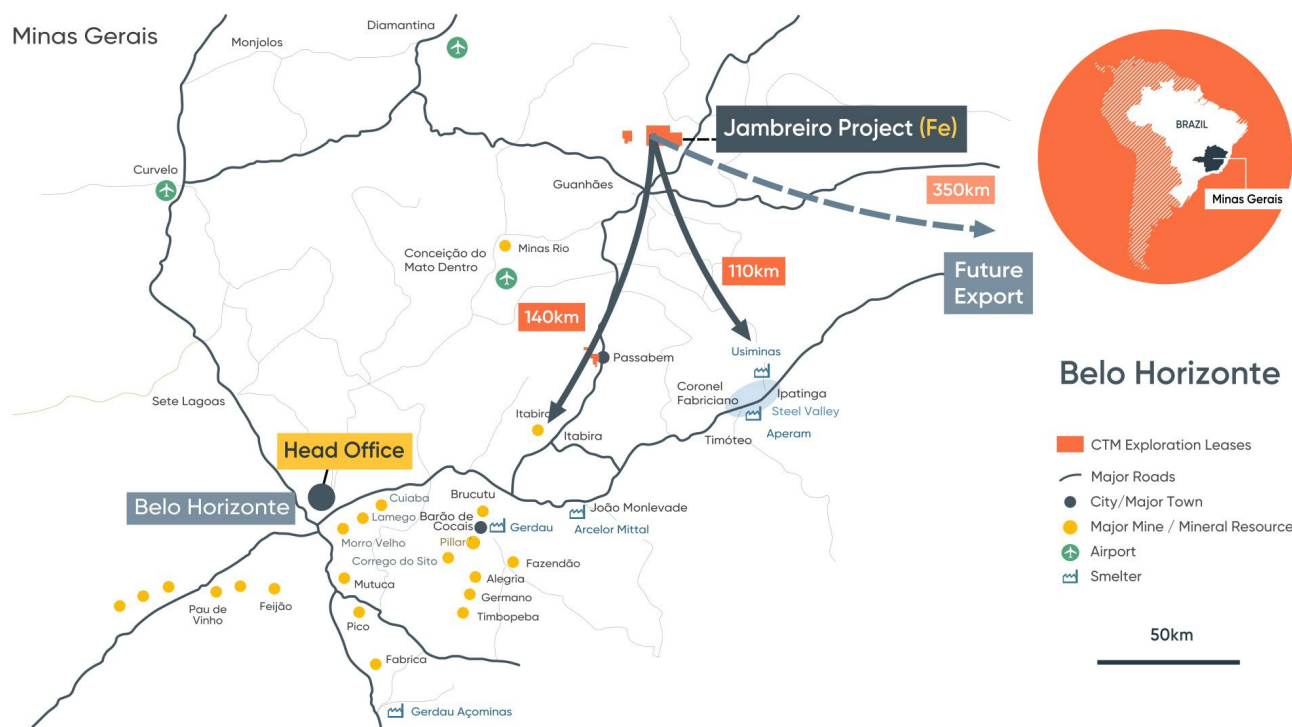 Minas Gerais
Diamantina
Monjolos
Jambreiro Project (Fe)
BRAZIL
Minas Gerais
Curvelo
Guanhães
350km
Conceição do
Mato Dentro
Minas Rio
110km
Future
Export
140km
Passabem
Usiminas
Belo Horizonte
Coronel
Fabriciano
Ipatinga
Steel Valley
Sete Lagoas
Itabira
Itabira
Timóteo
Aperam
Head Office
CTM Exploration Leases
Major Roads
City/Major Town
Major Mine / Mineral Resource
Airport
Smelter
Belo Horizonte
Cuiaba
Brucutu
Lamego
Barão de
Cocais
Gerdau
João Monlevade
Arcelor Mittal
Morro Velho
Pillar
Corrego do Sito
Fazendão
Mutuca
Alegria
Germano
Timbopeba
Pau de
Vinho
Feijão
Pico
50km
Fabrica
Gerdau Açominas